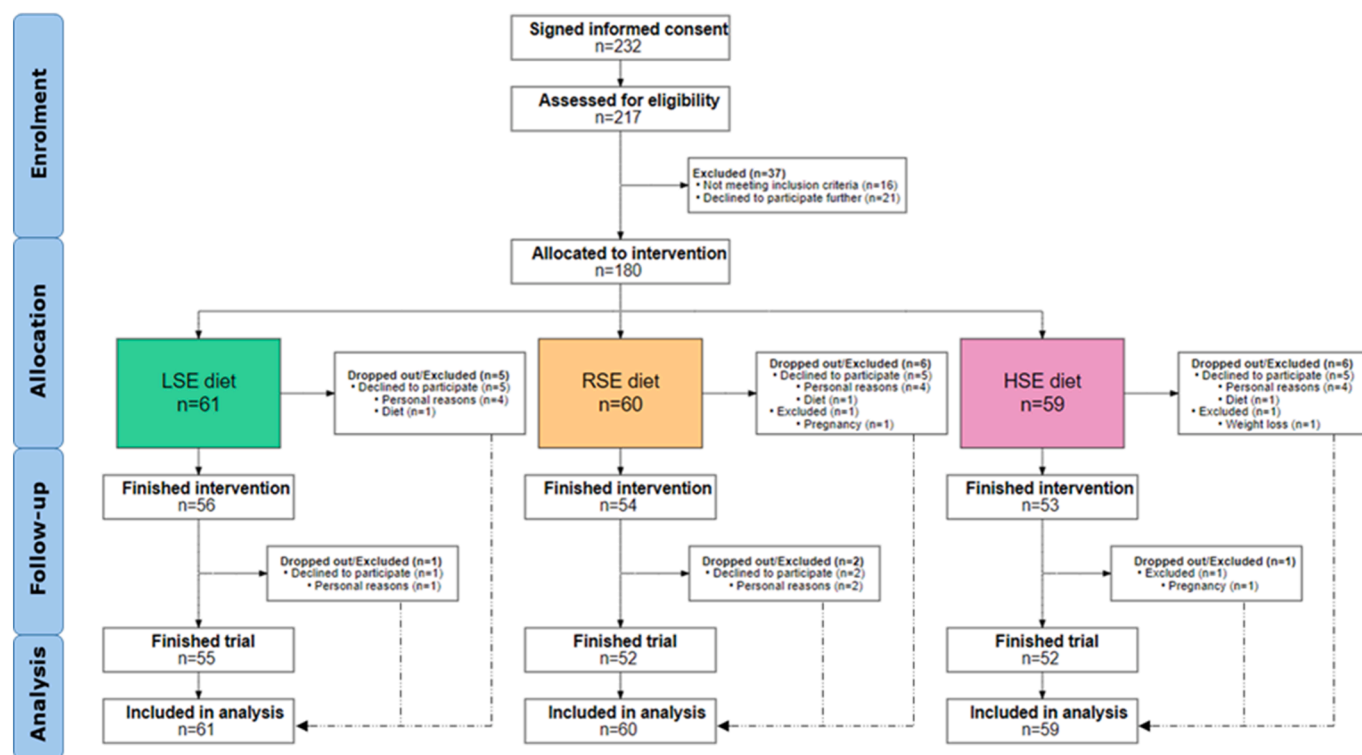 Enrolment
Signed informed consent
n=232
Assessed for eligibility
n=217
Excluded (n=37)
• Not meeting inclusion criteria (n=16)
• Declined to participate further (n=21)
Allocation
Allocated to intervention
n=180
LSE diet
n=61
Dropped out/Excluded (n=5)
• Declined to participate (n=5)
• Personal reasons (n=4)
• Diet (n=1)
RSE diet
n=60
Dropped out/Excluded (n=6)
• Declined to participate (n=5)
• Personal reasons (n=4)
• Diet (n=1)
• Excluded (n=1)
• Pregnancy (n=1)
HSE diet
n=59
Dropped out/Excluded (n=6)
• Declined to participate (n=5)
• Personal reasons (n=4)
• Diet (n=1)
• Excluded (n=1)
• Weight loss (n=1)
Follow-up
Finished intervention
n=56
Finished intervention
n=54
Finished intervention
n=53
Dropped out/Excluded (n=1)
• Declined to participate (n=1)
• Personal reasons (n=1)
Dropped out/Excluded (n=2)
• Declined to participate (n=2)
• Personal reasons (n=2)
Dropped out/Excluded (n=1)
• Excluded (n=1)
• Pregnancy (n=1)
Analysis
Finished trial
n=55
Finished trial
n=52
Finished trial
n=52
Included in analysis
n=61
Included in analysis
n=60
Included in analysis
n=59